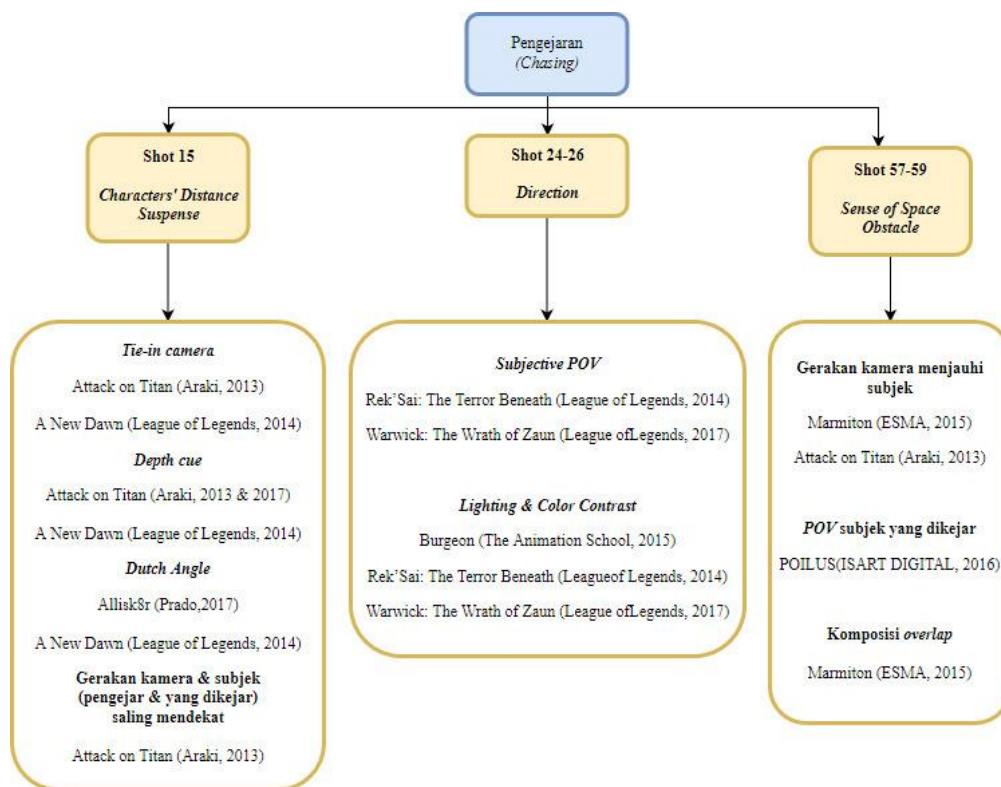 Pengejaran
(Chasing)
Shot 15
Characters' Distance
Suspense
Shot 24-26
Direction
Shot 57-59
Sense of Space
Obstacle
Tie-in camera
Attack on Titan (Araki, 2013)
A New Dawn (League of Legends, 2014)
Depth cue
Attack on Titan (Araki, 2013 & 2017)
A New Dawn (League of Legends, 2014)
Dutch Angle
Allisk8r (Prado,2017)
A New Dawn (League of Legends, 2014)
Gerakan kamera & subjek
(pengejar & yang dikejar)
saling mendekat
Attack on Titan (Araki, 2013)
Subjective POV
Rek’Sai: The Terror Beneath (League of Legends, 2014)
Warwick: The Wrath of Zaun (League ofLegends, 2017)
Lighting & Color Contrast
Burgeon (The Animation School, 2015)
Rek’Sai: The Terror Beneath (Leagueof Legends, 2014)
Warwick: The Wrath of Zaun (League ofLegends, 2017)
Gerakan kamera menjauhi
subjek
Marmiton (ESMA, 2015)
Attack on Titan (Araki, 2013)
POV subjek yang dikejar
POILUS(ISART DIGITAL, 2016)
Komposisi overlap
Marmiton (ESMA, 2015)